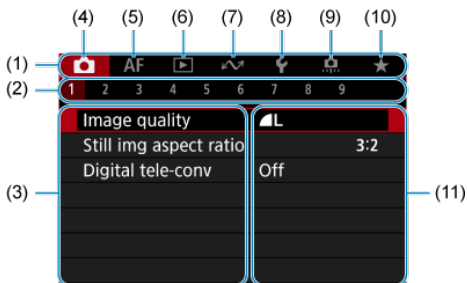 (4) (5) (6) (7) (8) (9) (10)
(1) AF
(2) 1 2 3 4 5 6 7 8 9
Image quality L
Still img aspect ratio 3:2
Digital tele-conv Off
(3) (11)